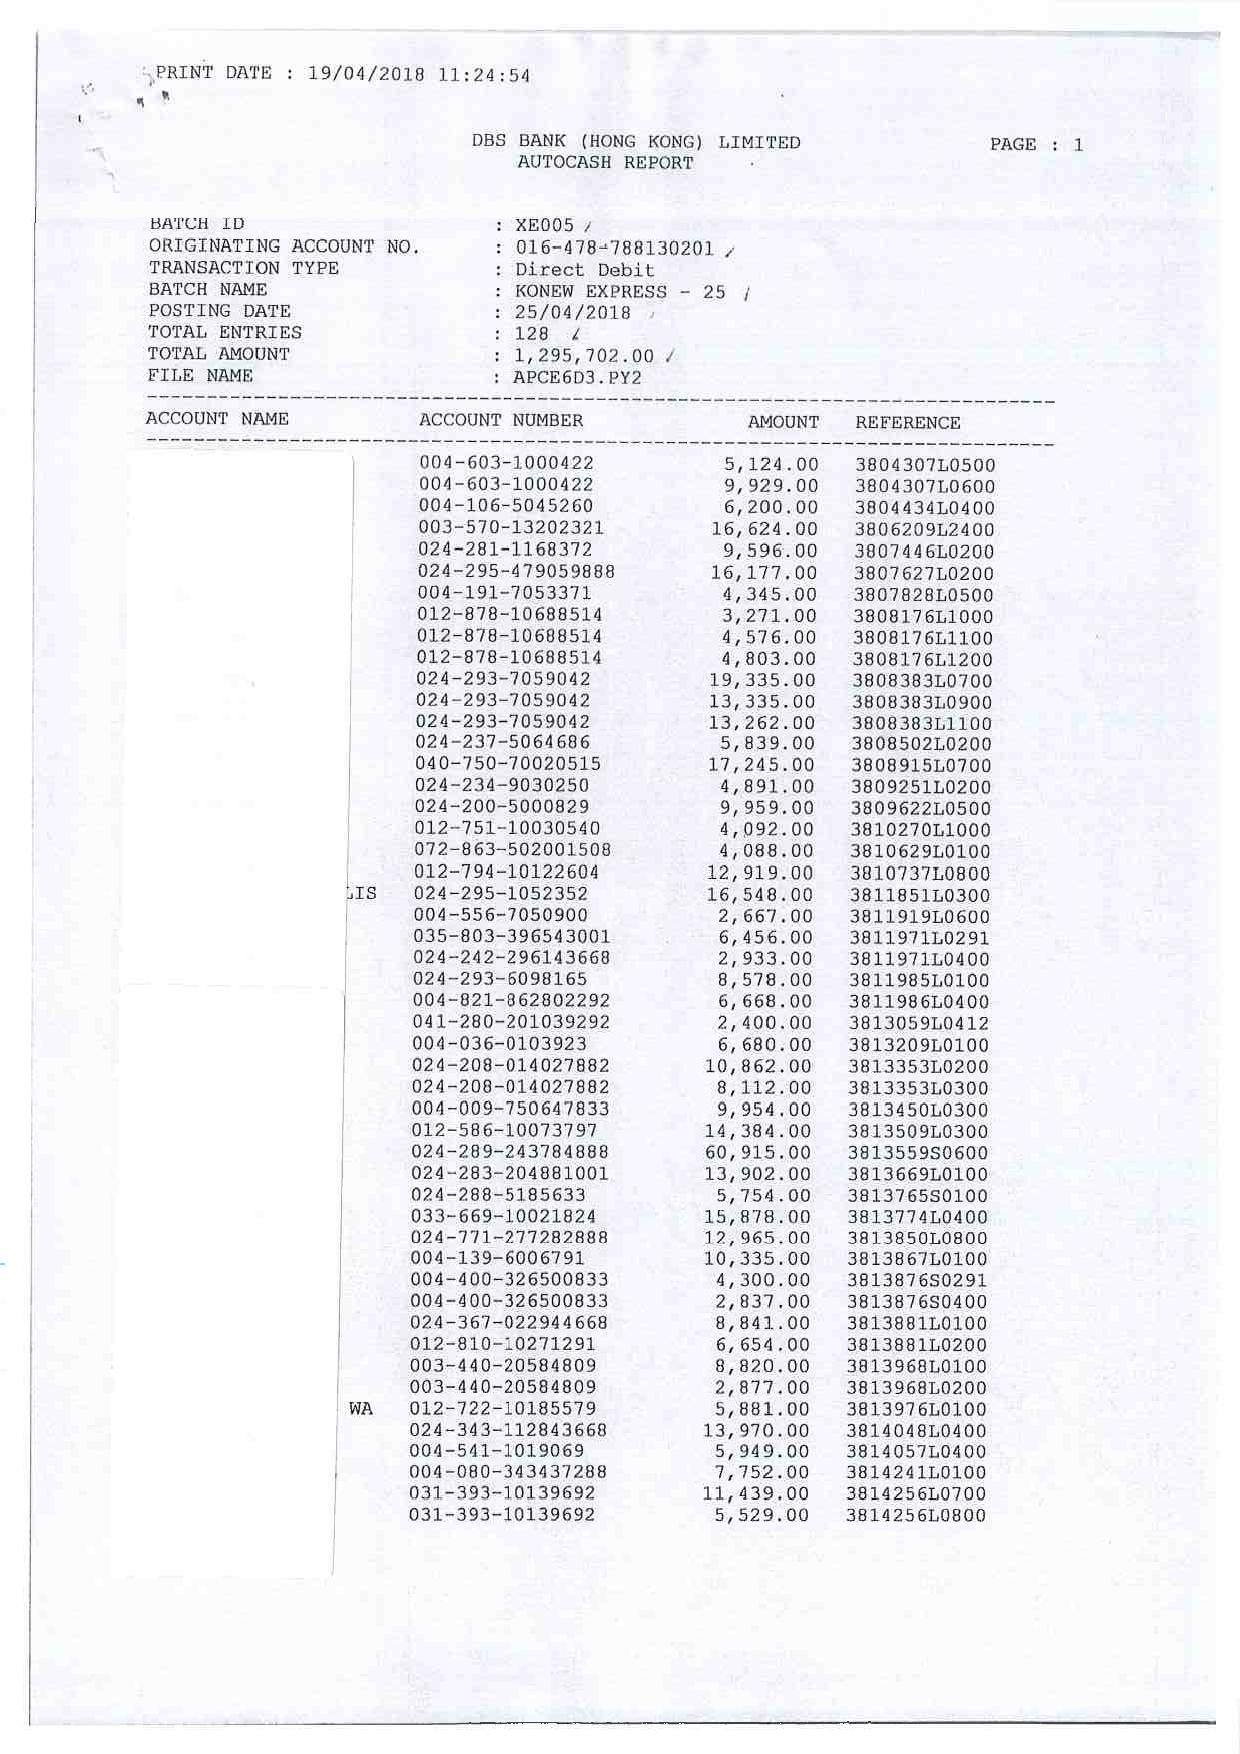 PRINT DATE : 19/04/2018 11:24:54
DBS BANK (HONG KONG) LIMITED PAGE : 1
AUTOCASH REPORT
BATCH ID : XE005
ORIGINATING ACCOUNT NO. : 016-478-788130201
TRANSACTION TYPE : Direct Debit
BATCH NAME : KONEW EXPRESS - 25
POSTING DATE : 25/04/2018
TOTAL ENTRIES : 128
TOTAL AMOUNT : 1,295,702.00
FILE NAME : APCE6D3.PY2
ACCOUNT NAME ACCOUNT NUMBER AMOUNT REFERENCE
004-603-1000422 5,124.00 3804307L0500
004-603-1000422 9,929.00 3804307L0600
004-106-5045260 6,200.00 3804434L0400
003-570-13202321 16,624.00 3806209L2400
024-281-1168372 9,596.00 3807446L0200
024-295-479059888 16,177.00 3807627L0200
004-191-7053371 4,345.00 3807828L0500
012-878-10688514 3,271.00 3808176L1000
012-878-10688514 4,576.00 3808176L1100
012-878-10688514 4,803.00 3808176L1200
024-293-7059042 19,335.00 3808383L0700
024-293-7059042 13,335.00 3808383L0900
024-293-7059042 13,262.00 3808383L1100
024-237-5064686 5,839.00 3808502L0200
040-750-70020515 17,245.00 3808915L0700
024-234-9030250 4,891.00 3809251L0200
024-200-5000829 9,959.00 3809622L0500
012-751-10030540 4,092.00 3810270L1000
072-863-502001508 4,088.00 3810629L0100
012-794-10122604 12,919.00 3810737L0800
LIS 024-295-1052352 16,548.00 3811851L0300
004-556-7050900 2,667.00 3811919L0600
035-803-396543001 6,456.00 3811971L0291
024-242-296143668 2,933.00 3811971L0400
024-293-6098165 8,578.00 3811985L0100
004-821-862802292 6,668.00 3811986L0400
041-280-201039292 2,400.00 3813059L0412
004-036-0103923 6,680.00 3813209L0100
024-208-014027882 10,862.00 3813353L0200
024-208-014027882 8,112.00 3813353L0300
004-009-750647833 9,954.00 3813450L0300
012-586-10073797 14,384.00 3813509L0300
024-289-243784888 60,915.00 3813559S0600
024-283-204881001 13,902.00 3813669L0100
024-288-5185633 5,754.00 3813765S0100
033-669-10021824 15,878.00 3813774L0400
024-771-277282888 12,965.00 3813850L0800
004-139-6006791 10,335.00 3813867L0100
004-400-326500833 4,300.00 3813876S0291
004-400-326500833 2,837.00 3813876S0400
024-367-022944668 8,841.00 3813881L0100
012-810-10271291 6,654.00 3813881L0200
003-440-20584809 8,820.00 3813968L0100
003-440-20584809 2,877.00 3813968L0200
WA 012-722-10185579 5,881.00 3813976L0100
024-343-112843668 13,970.00 3814048L0400
004-541-1019069 5,949.00 3814057L0400
004-080-343437288 7,752.00 3814241L0100
031-393-10139692 11,439.00 3814256L0700
031-393-10139692 5,529.00 3814256L0800